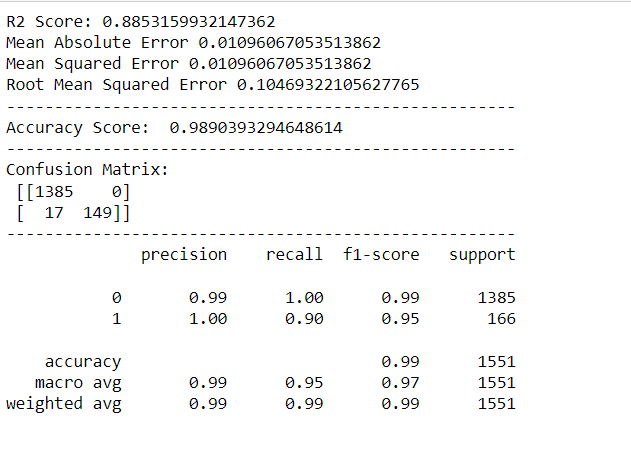 R2 Score: 0.8853159932147362
Mean Absolute Error 0.01096067053513862
Mean Squared Error 0.01096067053513862
Root Mean Squared Error 0.10469322105627765
-----------------------------------------------------
Accuracy Score:  0.9890393294648614
-----------------------------------------------------
Confusion Matrix:
 [[1385    0]
 [  17  149]]
-----------------------------------------------------
              precision    recall  f1-score   support

           0       0.99      1.00      0.99      1385
           1       1.00      0.90      0.95       166

    accuracy                           0.99      1551
   macro avg       0.99      0.95      0.97      1551
weighted avg       0.99      0.99      0.99      1551